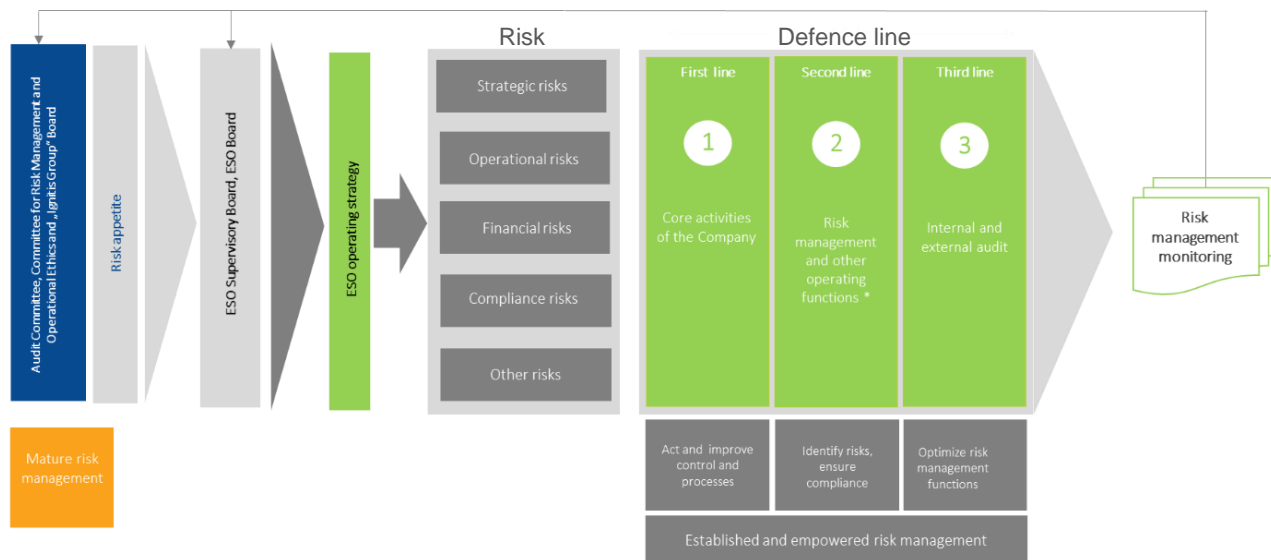 Risk
Defence line
Audit Committee, Committee for Risk Management and
Operational Ethics and „Ignitis Group“ Board
Risk appetite
ESO Supervisory Board, ESO Board
ESO operating strategy
Strategic risks
Operational risks
Financial risks
Compliance risks
Other risks
First line
1
Core activities
of the Company
Second line
2
Risk
management
and other
operating
functions *
Third line
3
Internal and
external audit
Risk
management
monitoring
Mature risk
management
Act and improve
control and
processes
Identify risks,
ensure
compliance
Optimize risk
management
functions
Established and empowered risk management